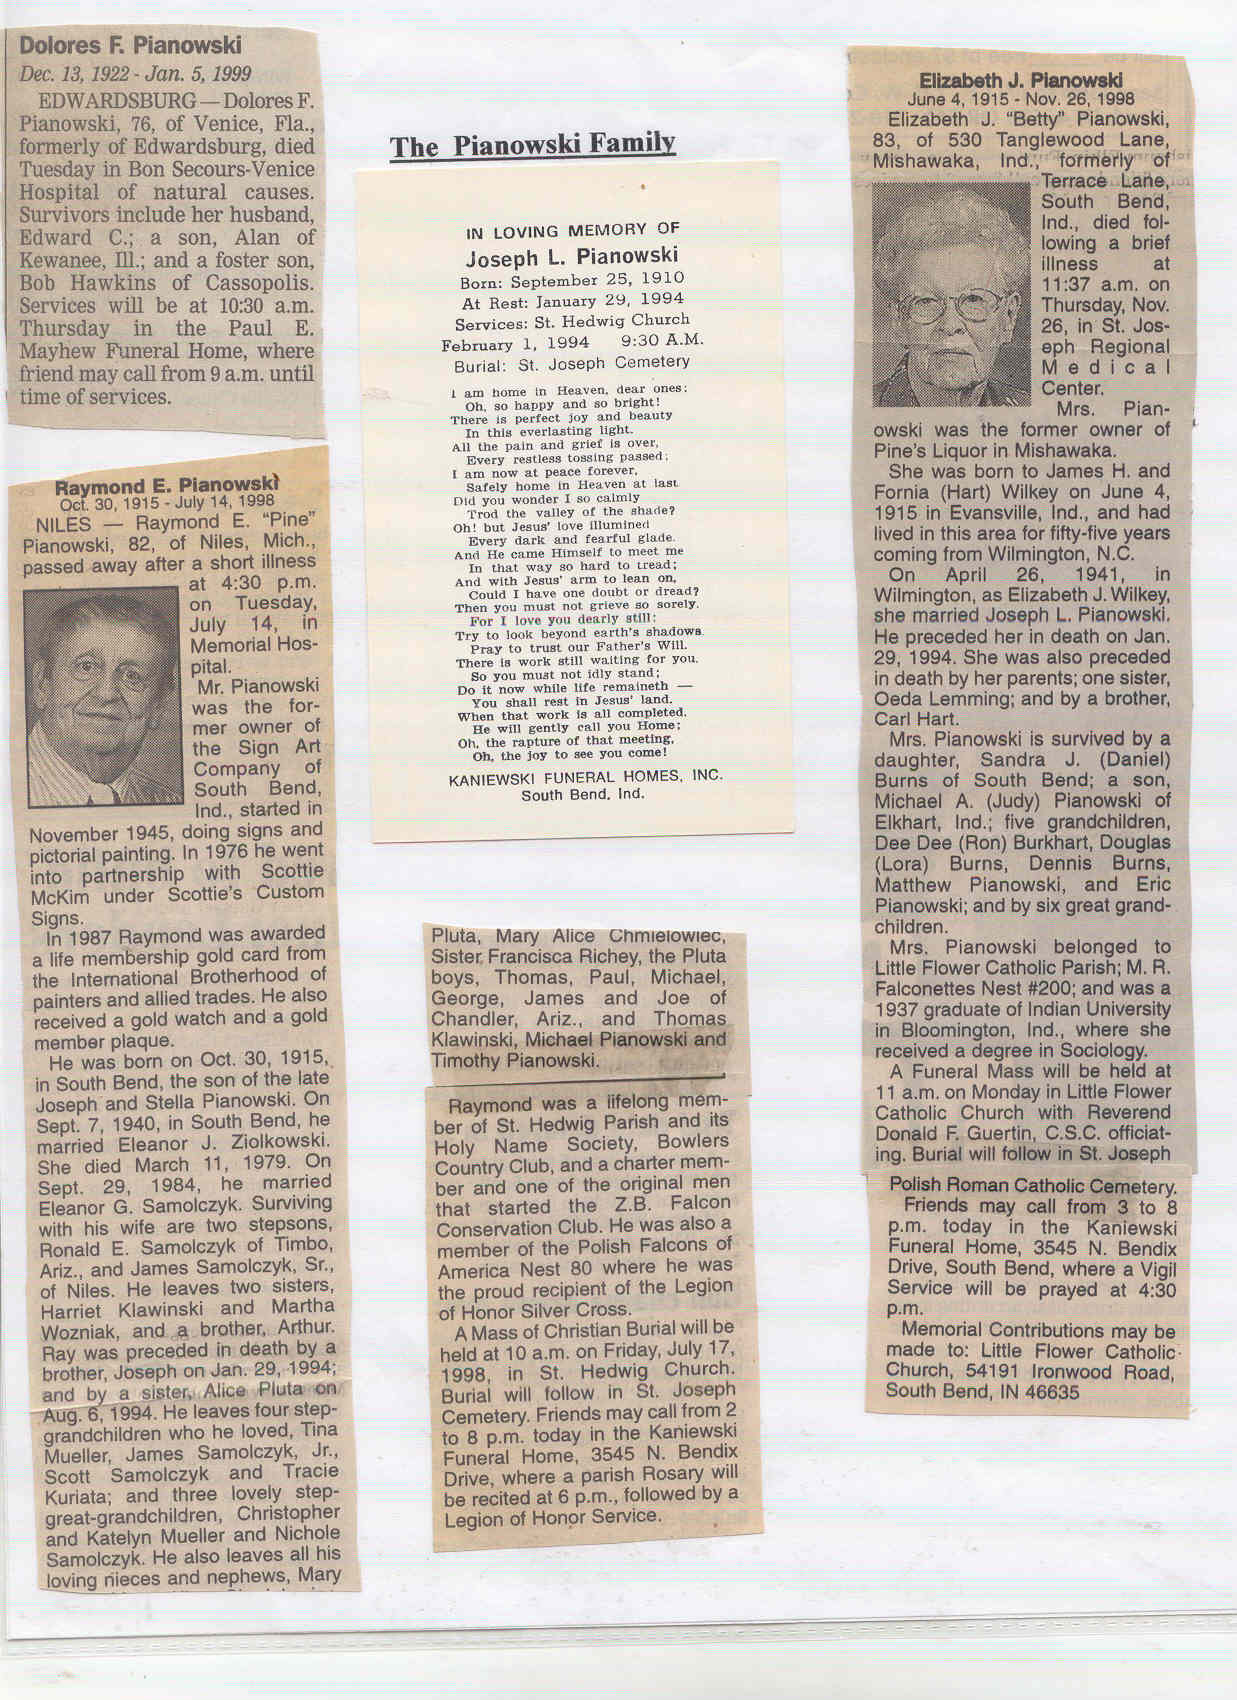 Dolores F. Pianowski
Dec. 13, 1922 - Jan. 5, 1999
EDWARDSBURG — Dolores F.
Pianowski, 76, of Venice, Fla.,
formerly of Edwardsburg, died
Tuesday in Bon Secours-Venice
Hospital of natural causes.
Survivors include her husband,
Edward C.; a son, Alan of
Kewanee, Ill.; and a foster son,
Bob Hawkins of Cassopolis.
Services will be at 10:30 a.m.
Thursday in the Paul E.
Mayhew Funeral Home, where
friend may call from 9 a.m. until
time of services.
Raymond E. Pianowski
Oct. 30, 1915 - July 14, 1998
NILES — Raymond E. “Pine”
Pianowski, 82, of Niles, Mich.,
passed away after a short illness
at 4:30 p.m.
on Tuesday,
July 14, in
Memorial Hos-
pital.
Mr. Pianowski
was the for-
mer owner of
the Sign Art
Company of
South Bend,
Ind., started in
November 1945, doing signs and
pictorial painting. In 1976 he went
into partnership with Scottie
McKim under Scottie's Custom
Signs.
In 1987 Raymond was awarded
a life membership gold card from
the International Brotherhood of
painters and allied trades. He also
received a gold watch and a gold
member plaque.
He was born on Oct. 30, 1915,
in South Bend, the son of the late
Joseph and Stella Pianowski. On
Sept. 7, 1940, in South Bend, he
married Eleanor J. Ziolkowski.
She died March 11, 1979. On
Sept. 29, 1984, he married
Eleanor G. Samolczyk. Surviving
with his wife are two stepsons,
Ronald E. Samolczyk of Timbo,
Ariz., and James Samolczyk, Sr.,
of Niles. He leaves two sisters,
Harriet Klawinski and Martha
Wozniak, and a brother, Arthur.
Ray was preceded in death by a
brother, Joseph on Jan. 29, 1994;
and by a sister, Alice Pluta on
Aug. 6, 1994. He leaves four step-
grandchildren who he loved, Tina
Mueller, James Samolczyk, Jr.,
Scott Samolczyk and Tracie
Kuriata; and three lovely step-
great-grandchildren, Christopher
and Katelyn Mueller and Nichole
Samolczyk. He also leaves all his
loving nieces and nephews, Mary
The Pianowski Family
IN LOVING MEMORY OF
Joseph L. Pianowski
Born: September 25, 1910
At Rest: January 29, 1994
Services: St. Hedwig Church
February 1, 1994 9:30 A.M.
Burial: St. Joseph Cemetery
I am home in Heaven, dear ones;
Oh, so happy and so bright!
There is perfect joy and beauty
In this everlasting light.
All the pain and grief is over,
Every restless tossing passed;
I am now at peace forever,
Safely home in Heaven at last.
Did you wonder I so calmly
Trod the valley of the shade?
Oh! but Jesus' love illumined
Every dark and fearful glade.
And He came Himself to meet me
In that way so hard to tread;
And with Jesus' arm to lean on,
Could I have one doubt or dread?
Then you must not grieve so sorely.
For I love you dearly still;
Try to look beyond earth's shadows
Pray to trust our Father's Will.
There is work still waiting for you,
So you must not idly stand;
Do it now while life remaineth —
You shall rest in Jesus' land.
When that work is all completed,
He will gently call you Home;
Oh, the rapture of that meeting,
Oh, the joy to see you come!
KANIEWSKI FUNERAL HOMES, INC.
South Bend, Ind.
Pluta, Mary Alice Chmielowiec,
Sister Francisca Richey, the Pluta
boys, Thomas, Paul, Michael,
George, James and Joe of
Chandler, Ariz., and Thomas
Klawinski, Michael Pianowski and
Timothy Pianowski.
Raymond was a lifelong mem-
ber of St. Hedwig Parish and its
Holy Name Society, Bowlers
Country Club, and a charter mem-
ber and one of the original men
that started the Z.B. Falcon
Conservation Club. He was also a
member of the Polish Falcons of
America Nest 80 where he was
the proud recipient of the Legion
of Honor Silver Cross.
A Mass of Christian Burial will be
held at 10 a.m. on Friday, July 17,
1998, in St. Hedwig Church.
Burial will follow in St. Joseph
Cemetery. Friends may call from 2
to 8 p.m. today in the Kaniewski
Funeral Home, 3545 N. Bendix
Drive, where a parish Rosary will
be recited at 6 p.m., followed by a
Legion of Honor Service.
Elizabeth J. Pianowski
June 4, 1915 - Nov. 26, 1998
Elizabeth J. “Betty” Pianowski,
83, of 530 Tanglewood Lane,
Mishawaka, Ind., formerly of
Terrace Lane,
South Bend,
Ind., died fol-
lowing a brief
illness at
11:37 a.m. on
Thursday, Nov.
26, in St. Jos-
eph Regional
Medical
Center.
Mrs. Pian-
owski was the former owner of
Pine's Liquor in Mishawaka.
She was born to James H. and
Fornia (Hart) Wilkey on June 4,
1915 in Evansville, Ind., and had
lived in this area for fifty-five years
coming from Wilmington, N.C.
On April 26, 1941, in
Wilmington, as Elizabeth J. Wilkey,
she married Joseph L. Pianowski.
He preceded her in death on Jan.
29, 1994. She was also preceded
in death by her parents; one sister,
Oeda Lemming; and by a brother,
Carl Hart.
Mrs. Pianowski is survived by a
daughter, Sandra J. (Daniel)
Burns of South Bend; a son,
Michael A. (Judy) Pianowski of
Elkhart, Ind.; five grandchildren,
Dee Dee (Ron) Burkhart, Douglas
(Lora) Burns, Dennis Burns,
Matthew Pianowski, and Eric
Pianowski; and by six great grand-
children.
Mrs. Pianowski belonged to
Little Flower Catholic Parish; M. R.
Falconettes Nest #200; and was a
1937 graduate of Indian University
in Bloomington, Ind., where she
received a degree in Sociology.
A Funeral Mass will be held at
11 a.m. on Monday in Little Flower
Catholic Church with Reverend
Donald F. Guertin, C.S.C. officiat-
ing. Burial will follow in St. Joseph
Polish Roman Catholic Cemetery.
Friends may call from 3 to 8
p.m. today in the Kaniewski
Funeral Home, 3545 N. Bendix
Drive, South Bend, where a Vigil
Service will be prayed at 4:30
p.m.
Memorial Contributions may be
made to: Little Flower Catholic
Church, 54191 Ironwood Road,
South Bend, IN 46635